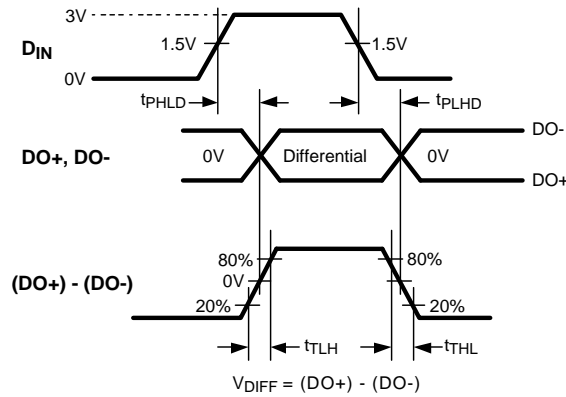 3V
D_IN
1.5V
1.5V
0V
tPHLD
tPLHD
DO+, DO-
0V
Differential
0V
DO-
DO+
(DO+) - (DO-)
80%
80%
0V
20%
20%
tTLH
tTHL
VDIFF = (DO+) - (DO-)